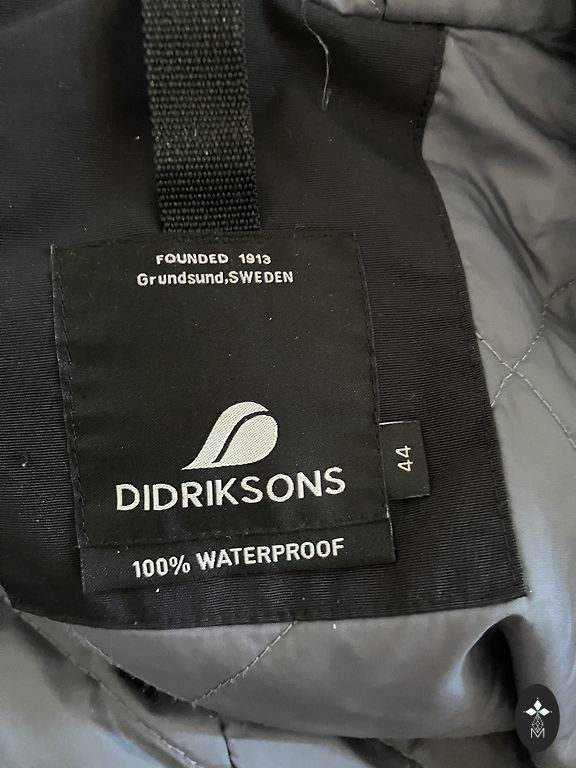 FOUNDED 1913
Grundsund,SWEDEN
DIDRIKSONS
44
100% WATERPROOF
M